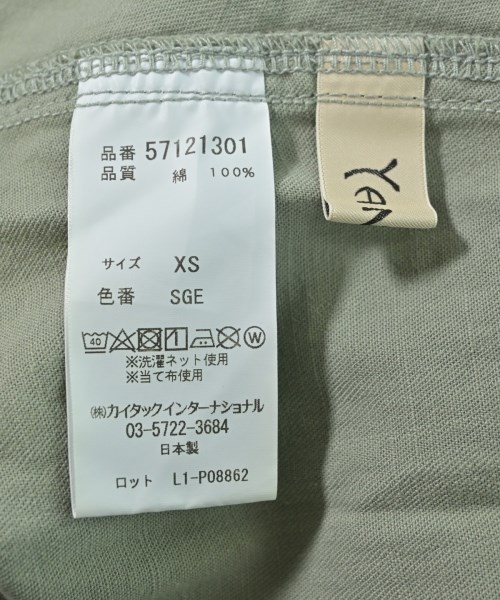 品番 57121301
品質 綿 100%
サイズ XS
色番 SGE
40 1 W
※洗濯ネット使用
※当て布使用
㈱カイタックインターナショナル
03-5722-3684
日本製
ロット L1-P08862
YAN